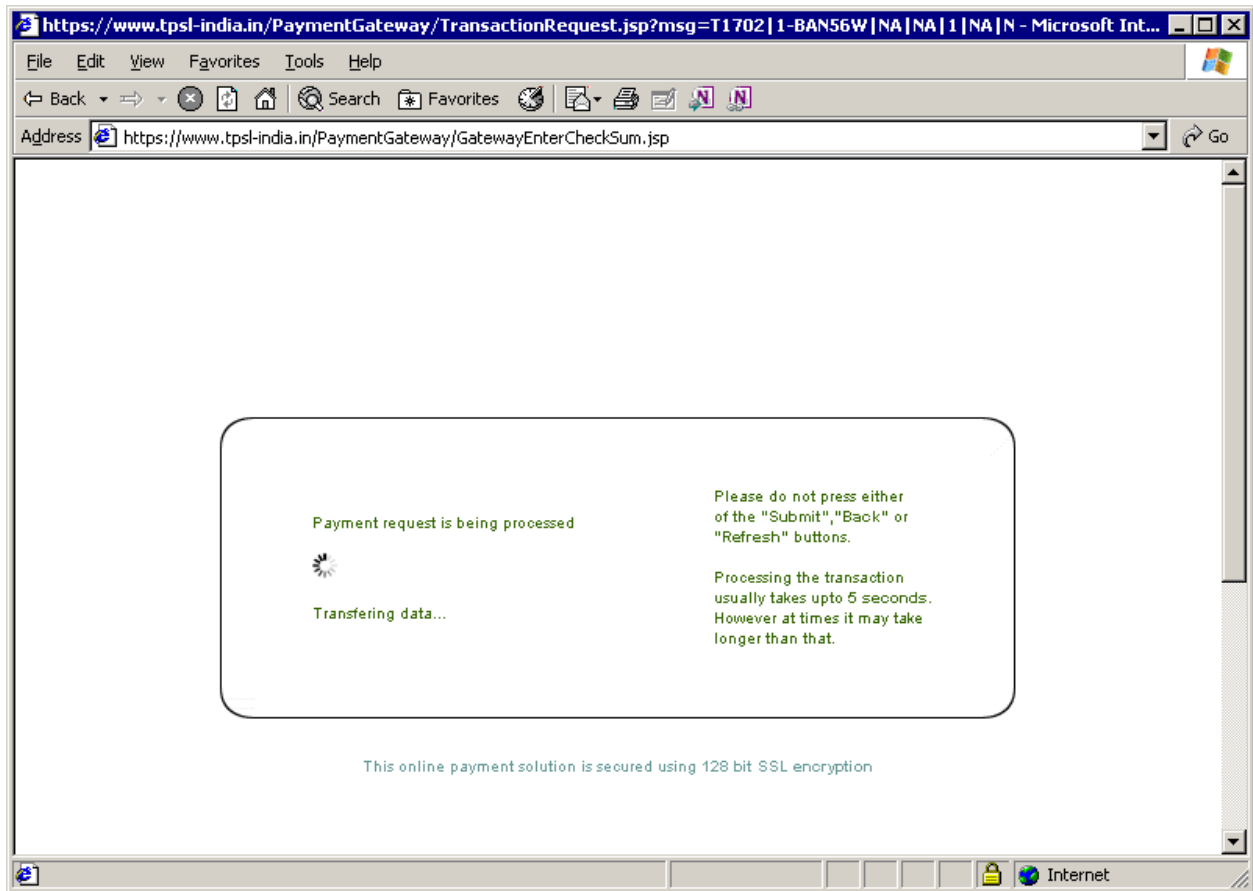 https://www.tpsl-india.in/PaymentGateway/TransactionRequest.jsp?msg=T1702|1-BAN56W|NA|NA|1|NA|N - Microsoft Int...
File Edit View Favorites Tools Help
Back Search Favorites
Address https://www.tpsl-india.in/PaymentGateway/GatewayEnterCheckSum.jsp Go
Payment request is being processed
Transfering data...
Please do not press either
of the "Submit","Back" or
"Refresh" buttons.
Processing the transaction
usually takes upto 5 seconds.
However at times it may take
longer than that.
This online payment solution is secured using 128 bit SSL encryption
Internet